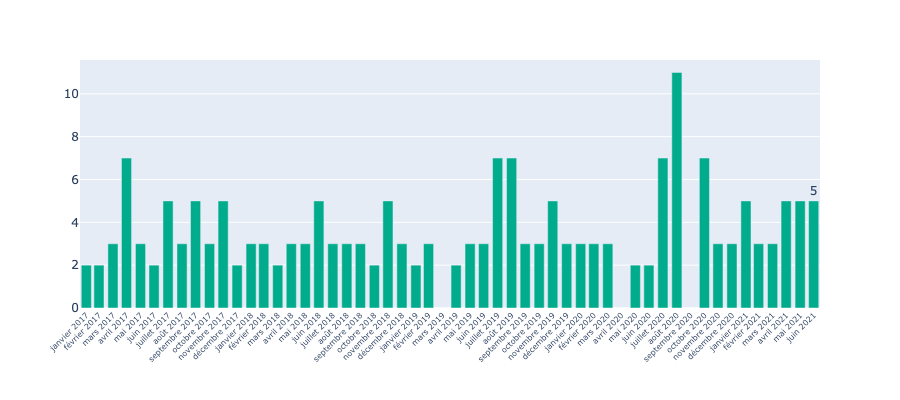 10
8
6
4
2
0
5
janvier 2017
février 2017
mars 2017
avril 2017
mai 2017
juin 2017
juillet 2017
août 2017
septembre 2017
octobre 2017
novembre 2017
décembre 2017
janvier 2018
février 2018
mars 2018
avril 2018
mai 2018
juin 2018
juillet 2018
août 2018
septembre 2018
octobre 2018
novembre 2018
décembre 2018
janvier 2019
février 2019
mars 2019
avril 2019
mai 2019
juin 2019
juillet 2019
août 2019
septembre 2019
octobre 2019
novembre 2019
décembre 2019
janvier 2020
février 2020
mars 2020
avril 2020
mai 2020
juin 2020
juillet 2020
août 2020
septembre 2020
octobre 2020
novembre 2020
décembre 2020
janvier 2021
février 2021
mars 2021
avril 2021
mai 2021
juin 2021